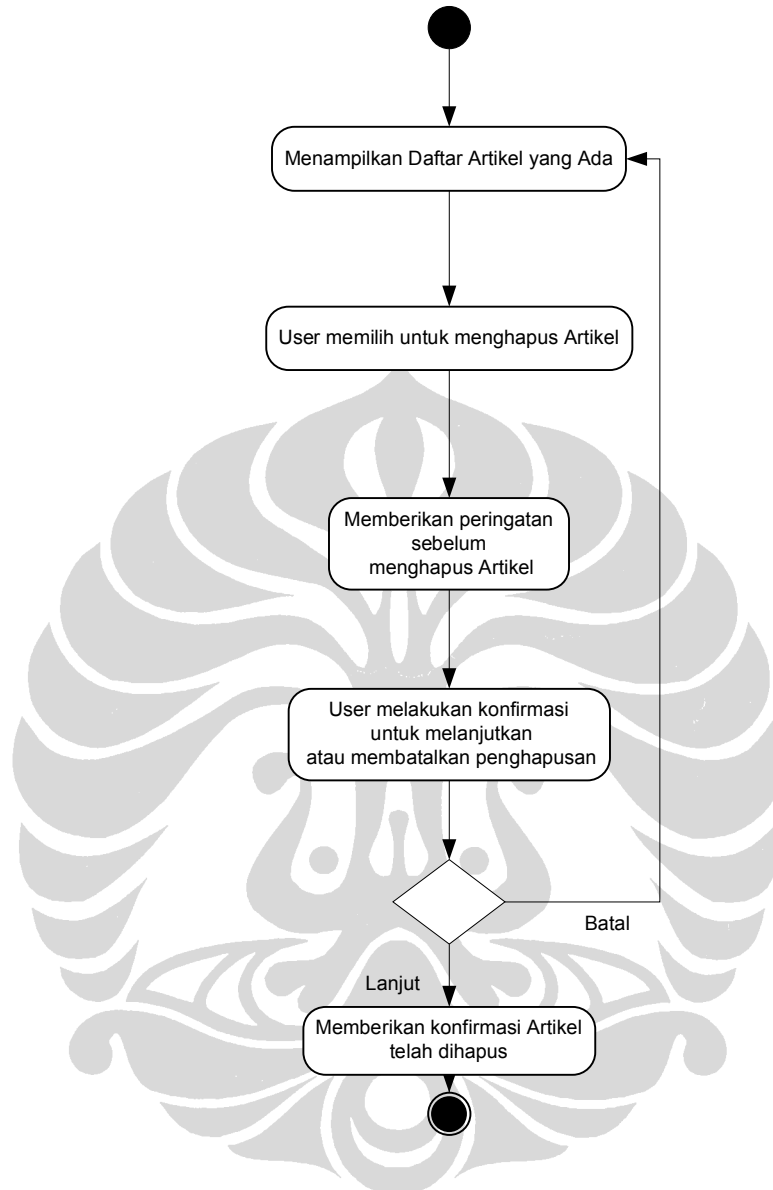 Menampilkan Daftar Artikel yang Ada
User memilih untuk menghapus Artikel
Memberikan peringatan
sebelum
menghapus Artikel
User melakukan konfirmasi
untuk melanjutkan
atau membatalkan penghapusan
Batal
Lanjut
Memberikan konfirmasi Artikel
telah dihapus